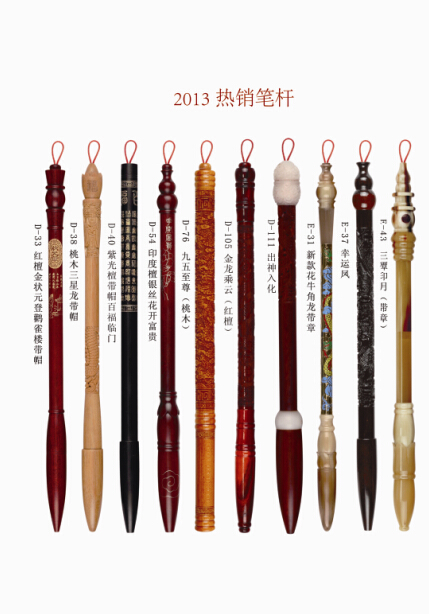 2013 热销笔杆
D-33 红檀金状元登鹤雀楼带帽
D-38 桃木三星龙带帽
D-40 紫光檀带帽百福临门
D-54 印度檀银丝花开富贵
D-76 九五至尊（桃木）
D-105 金龙乘云（红檀）
D-111 出神入化
E-31 新款花牛角龙带章
E-37 幸运凤
E-43 三潭印月（带章）